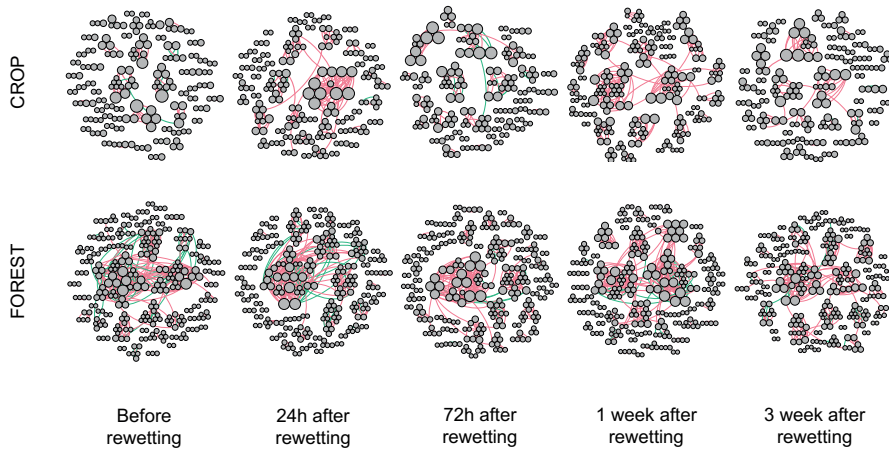 CROP
FOREST
Before
rewetting
24h after
rewetting
72h after
rewetting
1 week after
rewetting
3 week after
rewetting